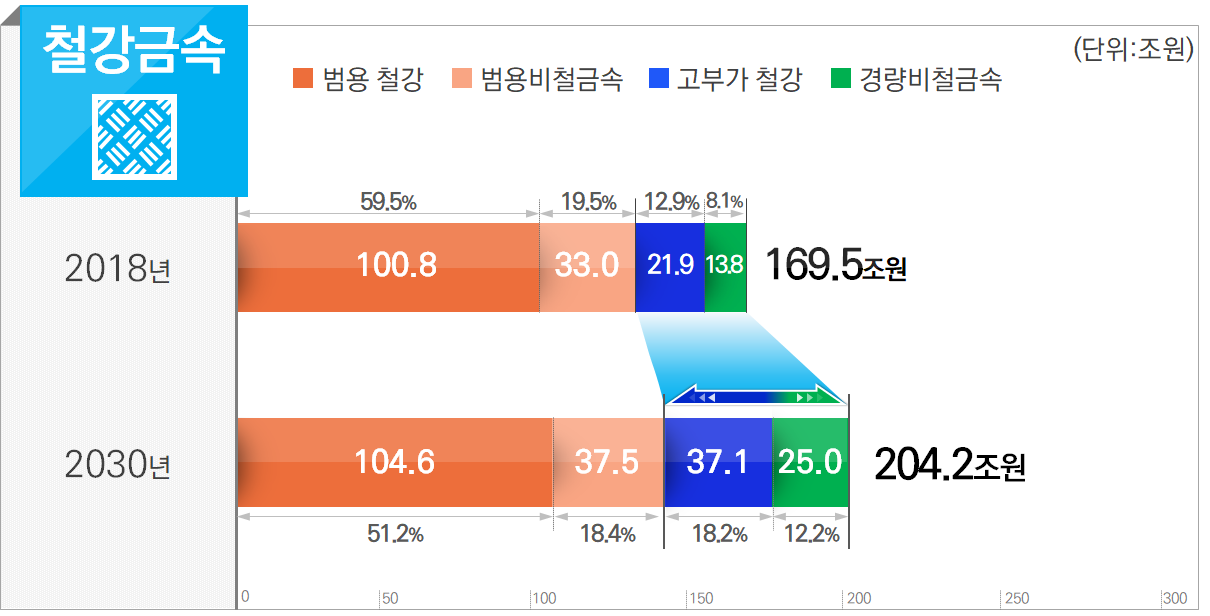 철강금속
(단위:조원)
범용 철강 범용비철금속 고부가 철강 경량비철금속
59.5% 19.5% 12.9% 8.1%
2018년 100.8 33.0 21.9 13.8 169.5조원
2030년 104.6 37.5 37.1 25.0 204.2조원
51.2% 18.4% 18.2% 12.2%
0 50 100 150 200 250 300